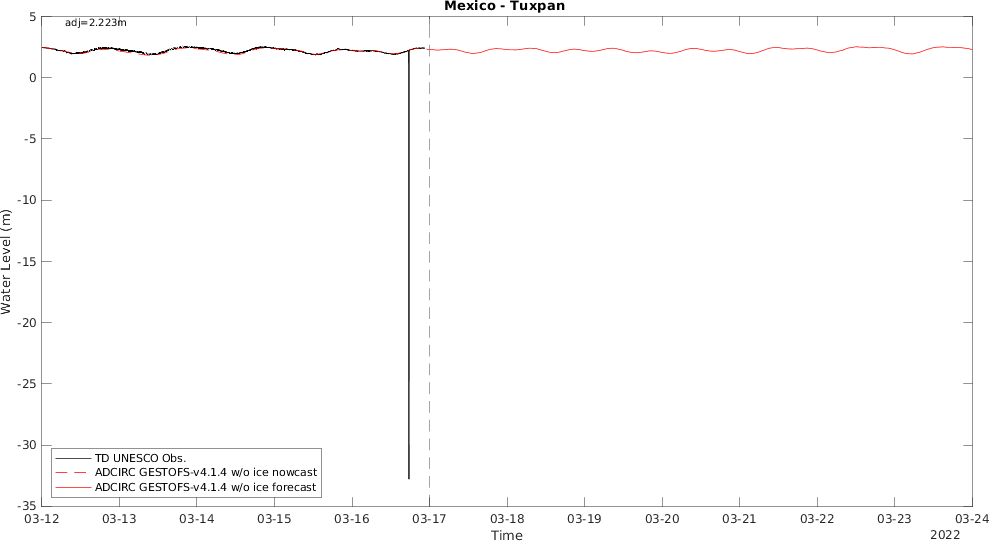 Mexico - Tuxpan
adj=2.223m
5
0
-5
-10
-15
-20
-25
-30
-35
Water Level (m)
TD UNESCO Obs.
ADCIRC GESTOFS-v4.1.4 w/o ice nowcast
ADCIRC GESTOFS-v4.1.4 w/o ice forecast
03-12 03-13 03-14 03-15 03-16 03-17 03-18 03-19 03-20 03-21 03-22 03-23 03-24
Time
2022